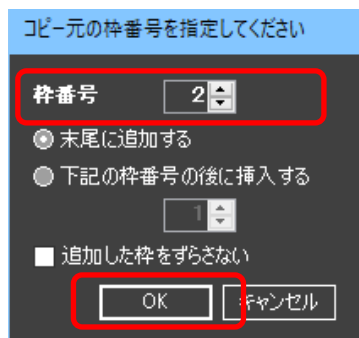 コピー元の枠番号を指定してください
枠番号 2
末尾に追加する
下記の枠番号の後に挿入する
1
追加した枠をずらさない
OK キャンセル